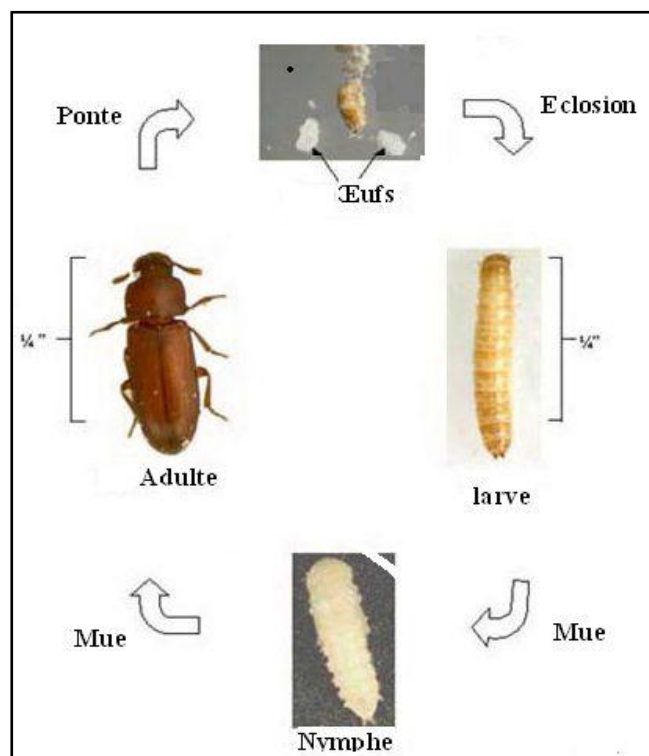 Ponte
Eclosion
Œufs
¼"
¼"
Adulte
larve
Mue
Mue
Nymphe